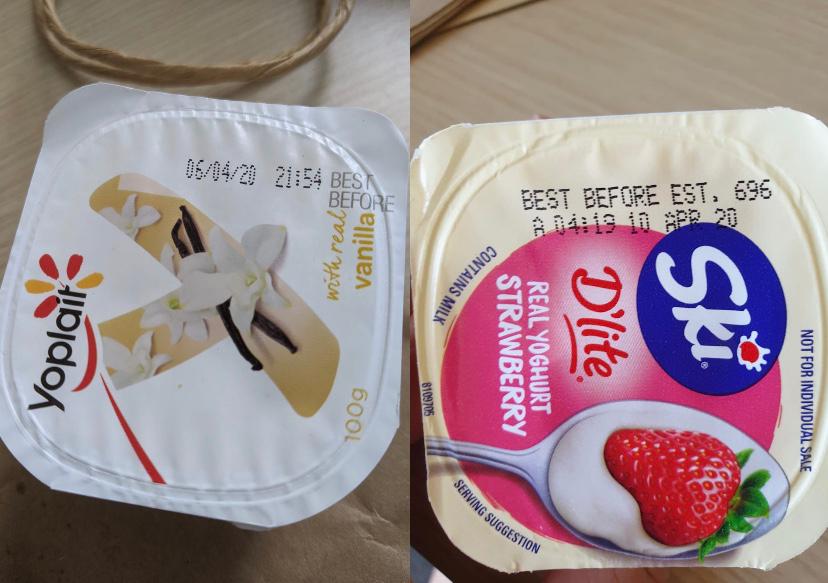 06/04/20 21:54 BEST
BEFORE
with real
vanilla
Yoplait
100g
BEST BEFORE EST. 696
A 04:19 10 APR 20
CONTAINS MILK
REAL YOGHURT
STRAWBERRY
D'lite
Ski
NOT FOR INDIVIDUAL SALE
8109705
SERVING SUGGESTION